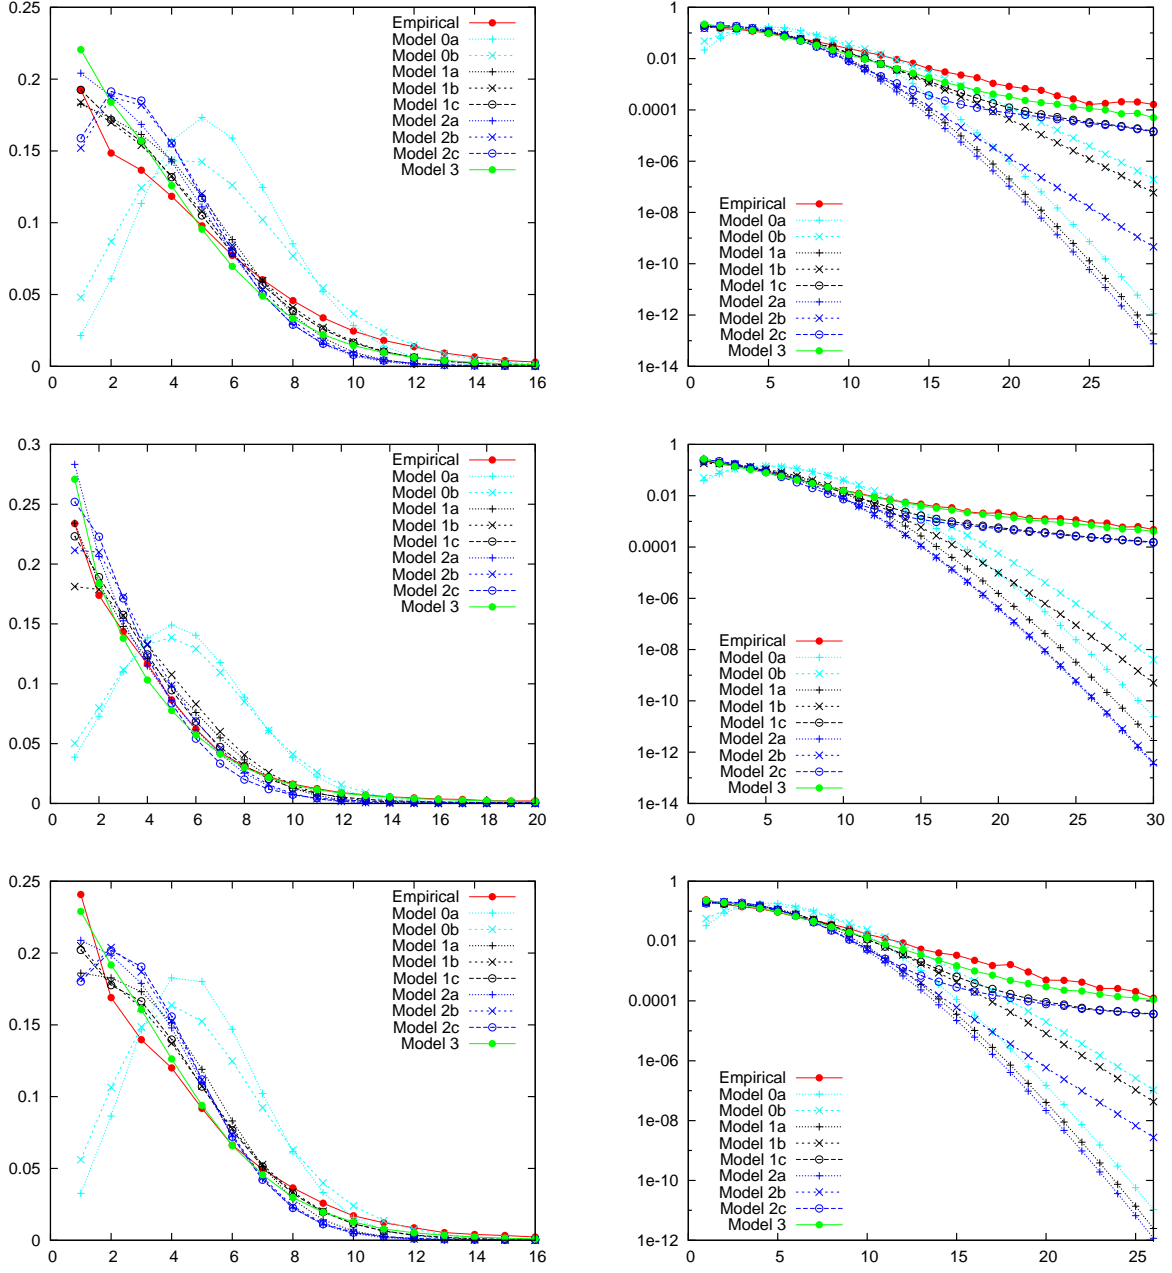 0.25
0.2
0.15
0.1
0.05
0
0 2 4 6 8 10 12 14 16
Empirical
Model 0a
Model 0b
Model 1a
Model 1b
Model 1c
Model 2a
Model 2b
Model 2c
Model 3
1
0.01
0.0001
1e-06
1e-08
1e-10
1e-12
1e-14
0 5 10 15 20 25
Empirical
Model 0a
Model 0b
Model 1a
Model 1b
Model 1c
Model 2a
Model 2b
Model 2c
Model 3
0.3
0.25
0.2
0.15
0.1
0.05
0
0 2 4 6 8 10 12 14 16 18 20
Empirical
Model 0a
Model 0b
Model 1a
Model 1b
Model 1c
Model 2a
Model 2b
Model 2c
Model 3
1
0.01
0.0001
1e-06
1e-08
1e-10
1e-12
1e-14
0 5 10 15 20 25 30
Empirical
Model 0a
Model 0b
Model 1a
Model 1b
Model 1c
Model 2a
Model 2b
Model 2c
Model 3
0.25
0.2
0.15
0.1
0.05
0
0 2 4 6 8 10 12 14 16
Empirical
Model 0a
Model 0b
Model 1a
Model 1b
Model 1c
Model 2a
Model 2b
Model 2c
Model 3
1
0.01
0.0001
1e-06
1e-08
1e-10
1e-12
0 5 10 15 20 25
Empirical
Model 0a
Model 0b
Model 1a
Model 1b
Model 1c
Model 2a
Model 2b
Model 2c
Model 3